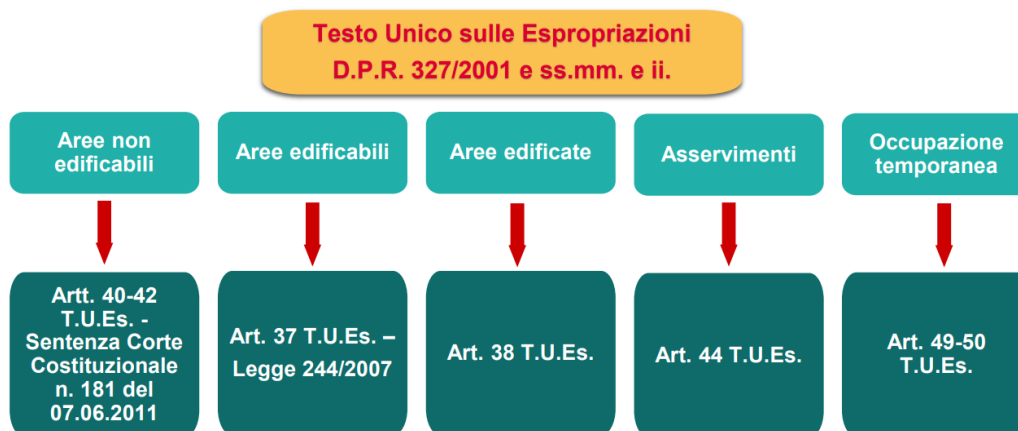 Testo Unico sulle Espropriazioni
D.P.R. 327/2001 e ss.mm. e ii.
Aree non
edificabili
Aree edificabili
Aree edificate
Asservimenti
Occupazione
temporanea
Artt. 40-42
T.U.Es. -
Sentenza Corte
Costituzionale
n. 181 del
07.06.2011
Art. 37 T.U.Es. –
Legge 244/2007
Art. 38 T.U.Es.
Art. 44 T.U.Es.
Art. 49-50
T.U.Es.